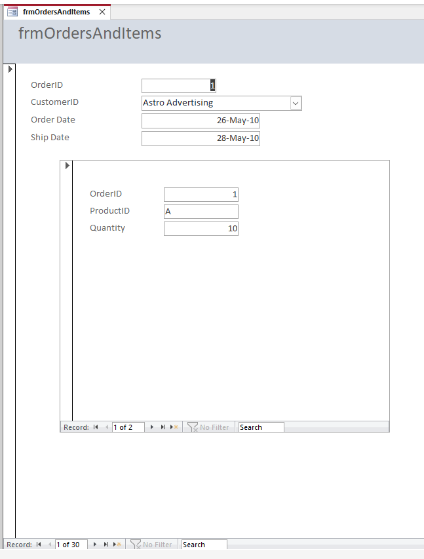 frmOrdersAndItems
frmOrdersAndItems
OrderID 1
CustomerID Astro Advertising
Order Date 26-May-10
Ship Date 28-May-10
OrderID 1
ProductID A
Quantity 10
Record: 1 of 2 No Filter Search
Record: 1 of 30 No Filter Search